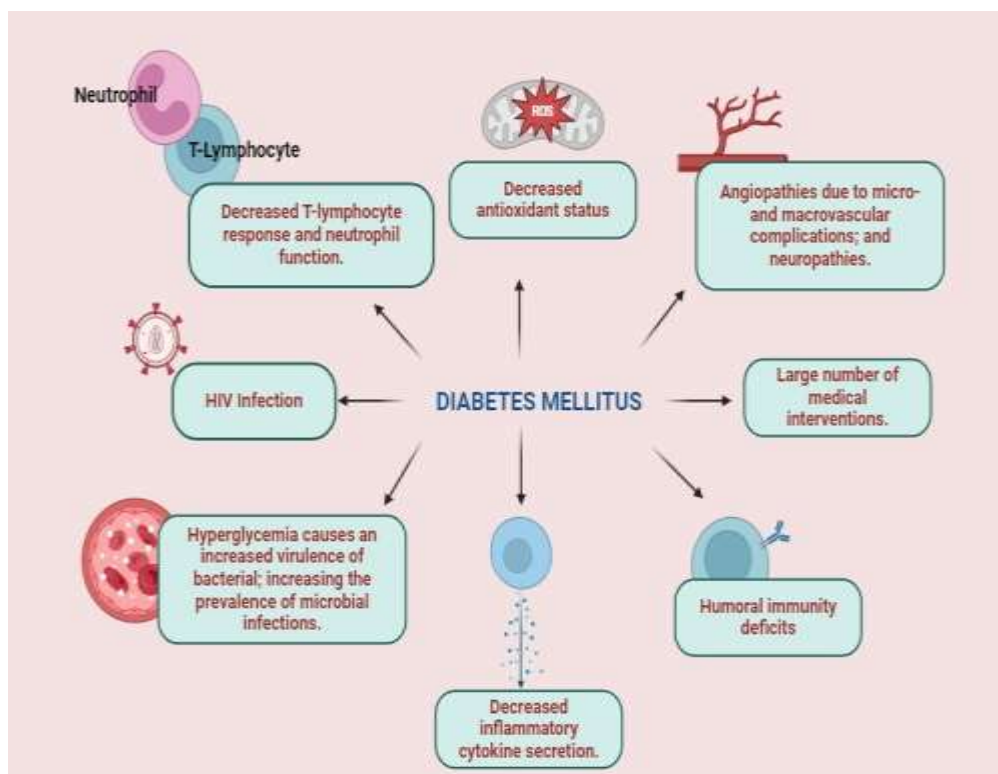 Neutrophil
T-Lymphocyte
Decreased T-lymphocyte
response and neutrophil
function.
ROS
Decreased
antioxidant status
Angiopathies due to micro-
and macrovascular
complications; and
neuropathies.
HIV Infection
DIABETES MELLITUS
Large number of
medical
interventions.
Hyperglycemia causes an
increased virulence of
bacterial; increasing the
prevalence of microbial
infections.
Decreased
inflammatory
cytokine secretion.
Humoral immunity
deficits